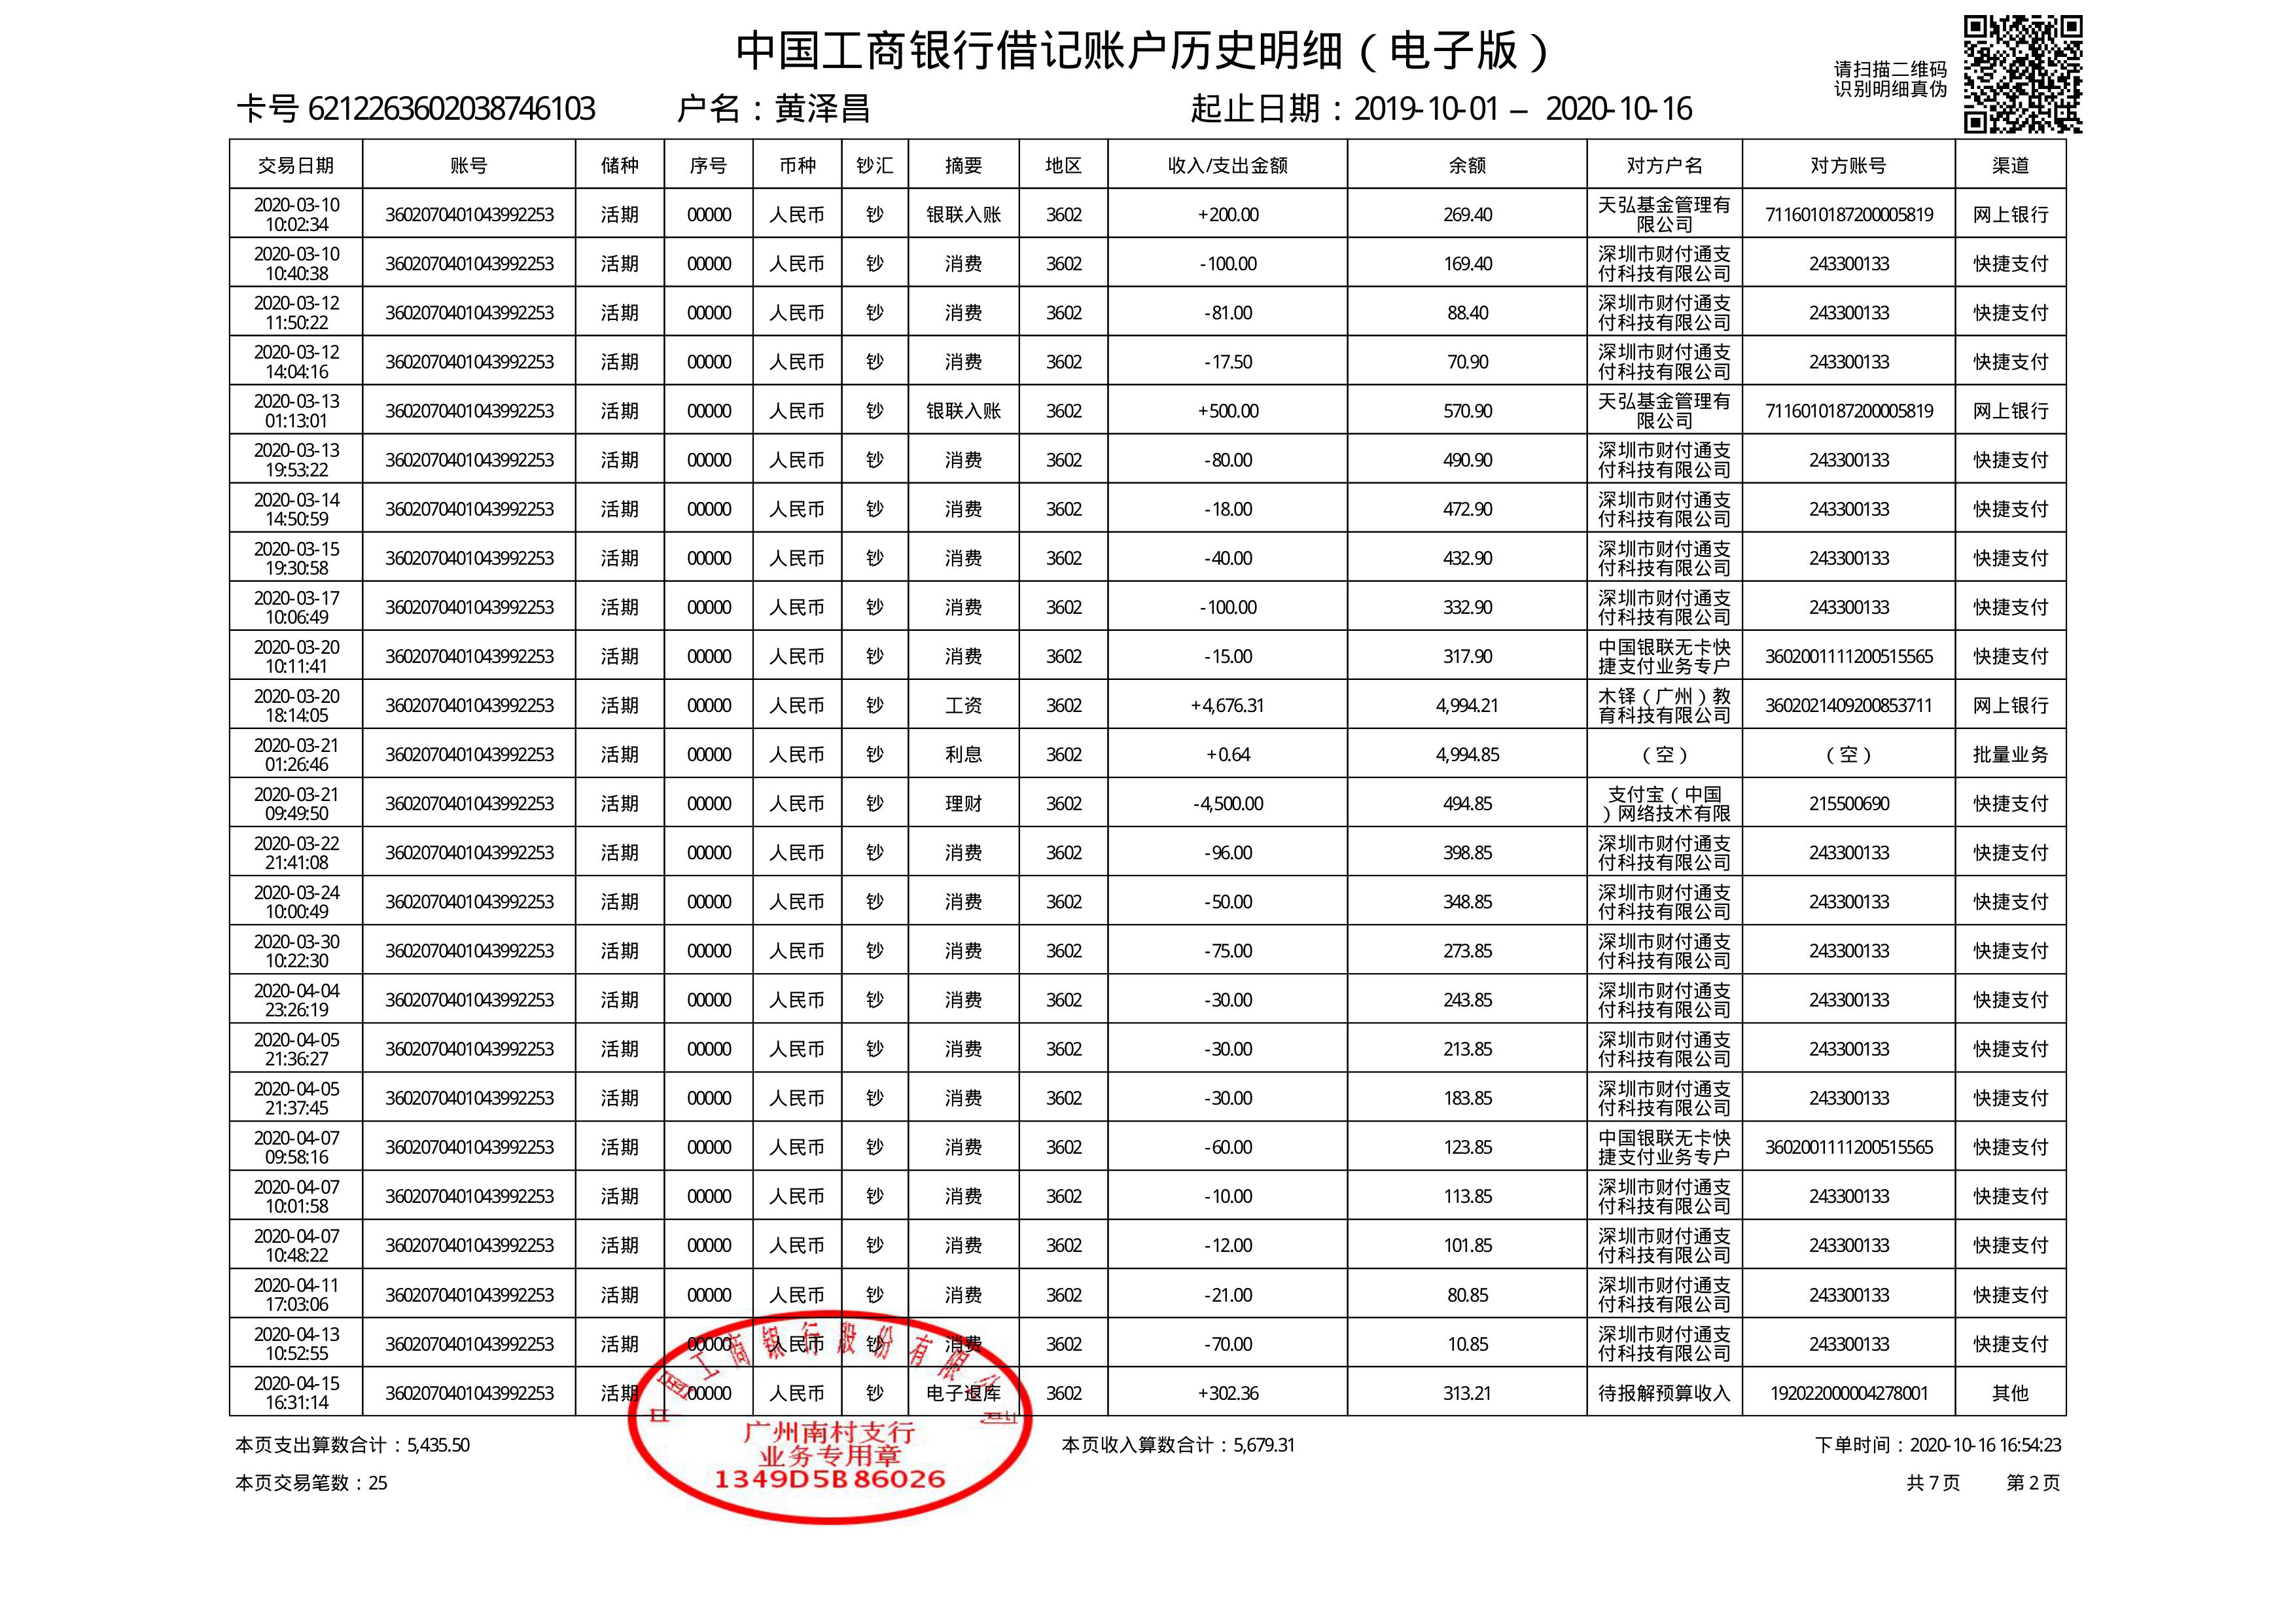 中国工商银行借记账户历史明细（电子版）
请扫描二维码
识别明细真伪
卡号 6212263602038746103 户名：黄泽昌 起止日期：2019-10-01 — 2020-10-16
交易日期 账号 储种 序号 币种 钞汇 摘要 地区 收入/支出金额 余额 对方户名 对方账号 渠道
2020-03-10 10:02:34 3602070401043992253 活期 00000 人民币 钞 银联入账 3602 +200.00 269.40 天弘基金管理有限公司 7116010187200005819 网上银行
2020-03-10 10:40:38 3602070401043992253 活期 00000 人民币 钞 消费 3602 -100.00 169.40 深圳市财付通支付科技有限公司 243300133 快捷支付
2020-03-12 11:50:22 3602070401043992253 活期 00000 人民币 钞 消费 3602 -81.00 88.40 深圳市财付通支付科技有限公司 243300133 快捷支付
2020-03-12 14:04:16 3602070401043992253 活期 00000 人民币 钞 消费 3602 -17.50 70.90 深圳市财付通支付科技有限公司 243300133 快捷支付
2020-03-13 01:13:01 3602070401043992253 活期 00000 人民币 钞 银联入账 3602 +500.00 570.90 天弘基金管理有限公司 7116010187200005819 网上银行
2020-03-13 19:53:22 3602070401043992253 活期 00000 人民币 钞 消费 3602 -80.00 490.90 深圳市财付通支付科技有限公司 243300133 快捷支付
2020-03-14 14:50:59 3602070401043992253 活期 00000 人民币 钞 消费 3602 -18.00 472.90 深圳市财付通支付科技有限公司 243300133 快捷支付
2020-03-15 19:30:58 3602070401043992253 活期 00000 人民币 钞 消费 3602 -40.00 432.90 深圳市财付通支付科技有限公司 243300133 快捷支付
2020-03-17 10:06:49 3602070401043992253 活期 00000 人民币 钞 消费 3602 -100.00 332.90 深圳市财付通支付科技有限公司 243300133 快捷支付
2020-03-20 10:11:41 3602070401043992253 活期 00000 人民币 钞 消费 3602 -15.00 317.90 中国银联无卡快捷支付业务专户 3602001111200515565 快捷支付
2020-03-20 18:14:05 3602070401043992253 活期 00000 人民币 钞 工资 3602 +4,676.31 4,994.21 木铎（广州）教育科技有限公司 3602021409200853711 网上银行
2020-03-21 01:26:46 3602070401043992253 活期 00000 人民币 钞 利息 3602 +0.64 4,994.85 （空） （空） 批量业务
2020-03-21 09:49:50 3602070401043992253 活期 00000 人民币 钞 理财 3602 -4,500.00 494.85 支付宝（中国）网络技术有限 215500690 快捷支付
2020-03-22 21:41:08 3602070401043992253 活期 00000 人民币 钞 消费 3602 -96.00 398.85 深圳市财付通支付科技有限公司 243300133 快捷支付
2020-03-24 10:00:49 3602070401043992253 活期 00000 人民币 钞 消费 3602 -50.00 348.85 深圳市财付通支付科技有限公司 243300133 快捷支付
2020-03-30 10:22:30 3602070401043992253 活期 00000 人民币 钞 消费 3602 -75.00 273.85 深圳市财付通支付科技有限公司 243300133 快捷支付
2020-04-04 23:26:19 3602070401043992253 活期 00000 人民币 钞 消费 3602 -30.00 243.85 深圳市财付通支付科技有限公司 243300133 快捷支付
2020-04-05 21:36:27 3602070401043992253 活期 00000 人民币 钞 消费 3602 -30.00 213.85 深圳市财付通支付科技有限公司 243300133 快捷支付
2020-04-05 21:37:45 3602070401043992253 活期 00000 人民币 钞 消费 3602 -30.00 183.85 深圳市财付通支付科技有限公司 243300133 快捷支付
2020-04-07 09:58:16 3602070401043992253 活期 00000 人民币 钞 消费 3602 -60.00 123.85 中国银联无卡快捷支付业务专户 3602001111200515565 快捷支付
2020-04-07 10:01:58 3602070401043992253 活期 00000 人民币 钞 消费 3602 -10.00 113.85 深圳市财付通支付科技有限公司 243300133 快捷支付
2020-04-07 10:48:22 3602070401043992253 活期 00000 人民币 钞 消费 3602 -12.00 101.85 深圳市财付通支付科技有限公司 243300133 快捷支付
2020-04-11 17:03:06 3602070401043992253 活期 00000 人民币 钞 消费 3602 -21.00 80.85 深圳市财付通支付科技有限公司 243300133 快捷支付
2020-04-13 10:52:55 3602070401043992253 活期 00000 人民币 钞 消费 3602 -70.00 10.85 深圳市财付通支付科技有限公司 243300133 快捷支付
2020-04-15 16:31:14 3602070401043992253 活期 00000 人民币 钞 电子退库 3602 +302.36 313.21 待报解预算收入 192022000004278001 其他
中国工商银行股份有限公司
广州南村支行
业务专用章
1349D5B86026
本页支出算数合计：5,435.50 本页收入算数合计：5,679.31 下单时间：2020-10-16 16:54:23
本页交易笔数：25 共 7 页 第 2 页